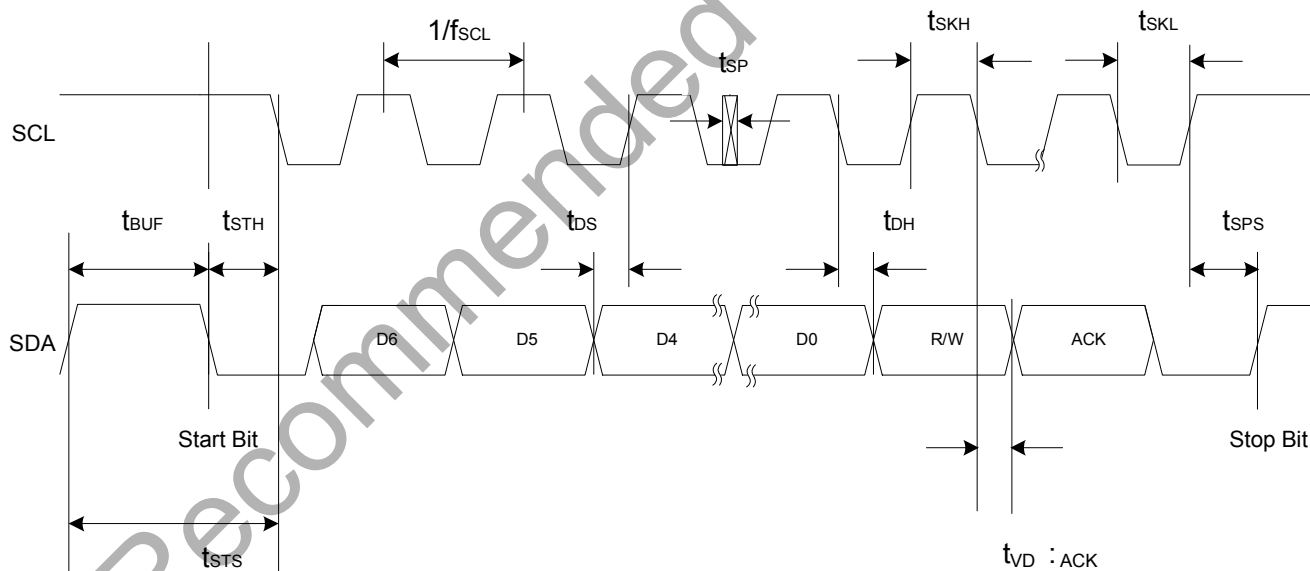 1/fSCL
tSKH
tSKL
tSP
SCL
tBUF
tSTH
tDS
tDH
tSPS
SDA
D6
D5
D4
D0
R/W
ACK
Start Bit
Stop Bit
tSTS
tVD : ACK
Recommended